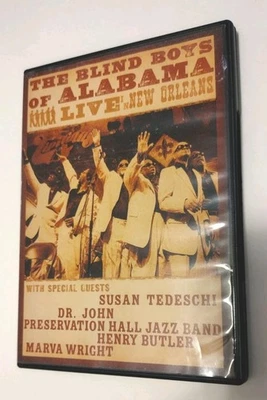 THE BLIND BOYS
OF ALABAMA
LIVE IN NEW ORLEANS
WITH SPECIAL GUESTS
SUSAN TEDESCHI
DR. JOHN
PRESERVATION HALL JAZZ BAND
HENRY BUTLER
MARVA WRIGHT